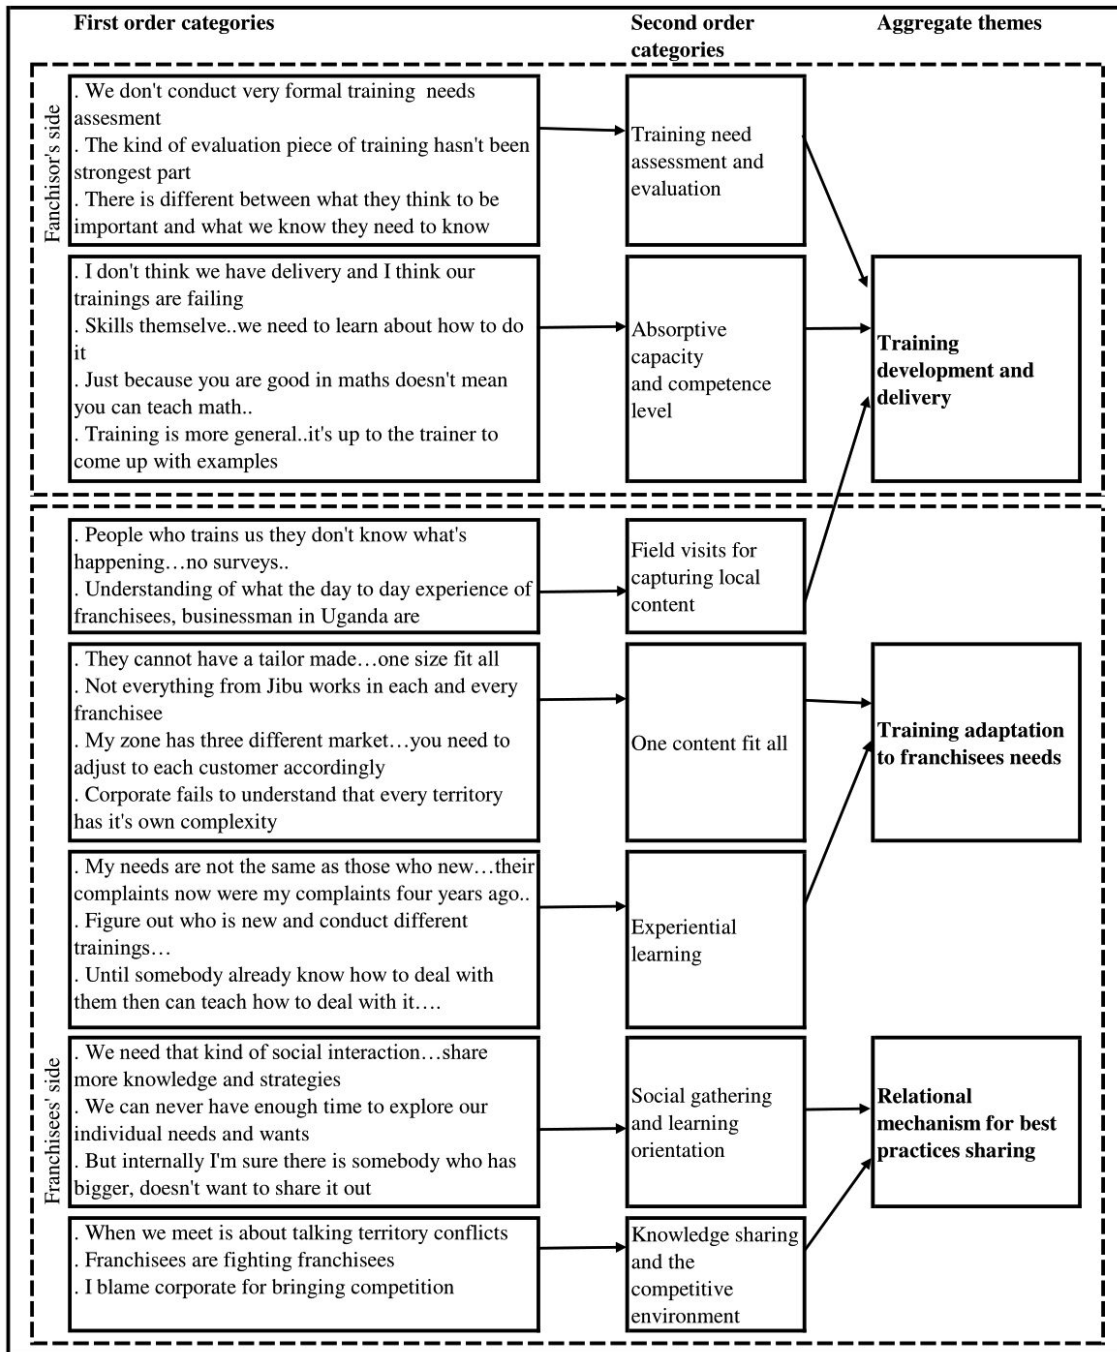 First order categories
Second order
categories
Aggregate themes
Fanchisor's side
. We don't conduct very formal training needs
assesment
. The kind of evaluation piece of training hasn't been
strongest part
. There is different between what they think to be
important and what we know they need to know
Training need
assessment and
evaluation
. I don't think we have delivery and I think our
trainings are failing
. Skills themselve..we need to learn about how to do
it
. Just because you are good in maths doesn't mean
you can teach math..
. Training is more general..it's up to the trainer to
come up with examples
Absorptive
capacity
and competence
level
Training
development and
delivery
Franchisees' side
. People who trains us they don't know what's
happening…no surveys..
. Understanding of what the day to day experience of
franchisees, businessman in Uganda are
Field visits for
capturing local
content
. They cannot have a tailor made…one size fit all
. Not everything from Jibu works in each and every
franchisee
. My zone has three different market…you need to
adjust to each customer accordingly
. Corporate fails to understand that every territory
has it's own complexity
One content fit all
Training adaptation
to franchisees needs
. My needs are not the same as those who new…their
complaints now were my complaints four years ago..
. Figure out who is new and conduct different
trainings…
. Until somebody already know how to deal with
them then can teach how to deal with it….
Experiential
learning
. We need that kind of social interaction…share
more knowledge and strategies
. We can never have enough time to explore our
individual needs and wants
. But internally I'm sure there is somebody who has
bigger, doesn't want to share it out
Social gathering
and learning
orientation
Relational
mechanism for best
practices sharing
. When we meet is about talking territory conflicts
. Franchisees are fighting franchisees
. I blame corporate for bringing competition
Knowledge sharing
and the
competitive
environment